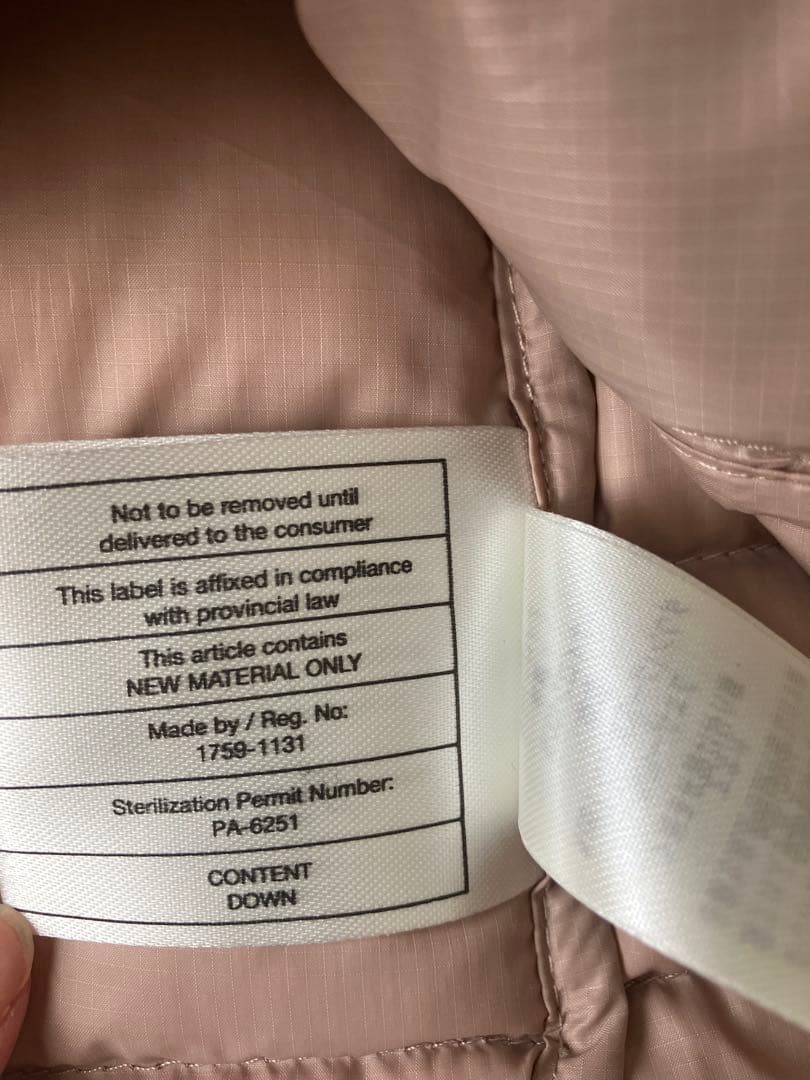 Not to be removed until
delivered to the consumer
This label is affixed in compliance
with provincial law
This article contains
NEW MATERIAL ONLY
Made by / Reg. No:
1759-1131
Sterilization Permit Number:
PA-6251
CONTENT
DOWN